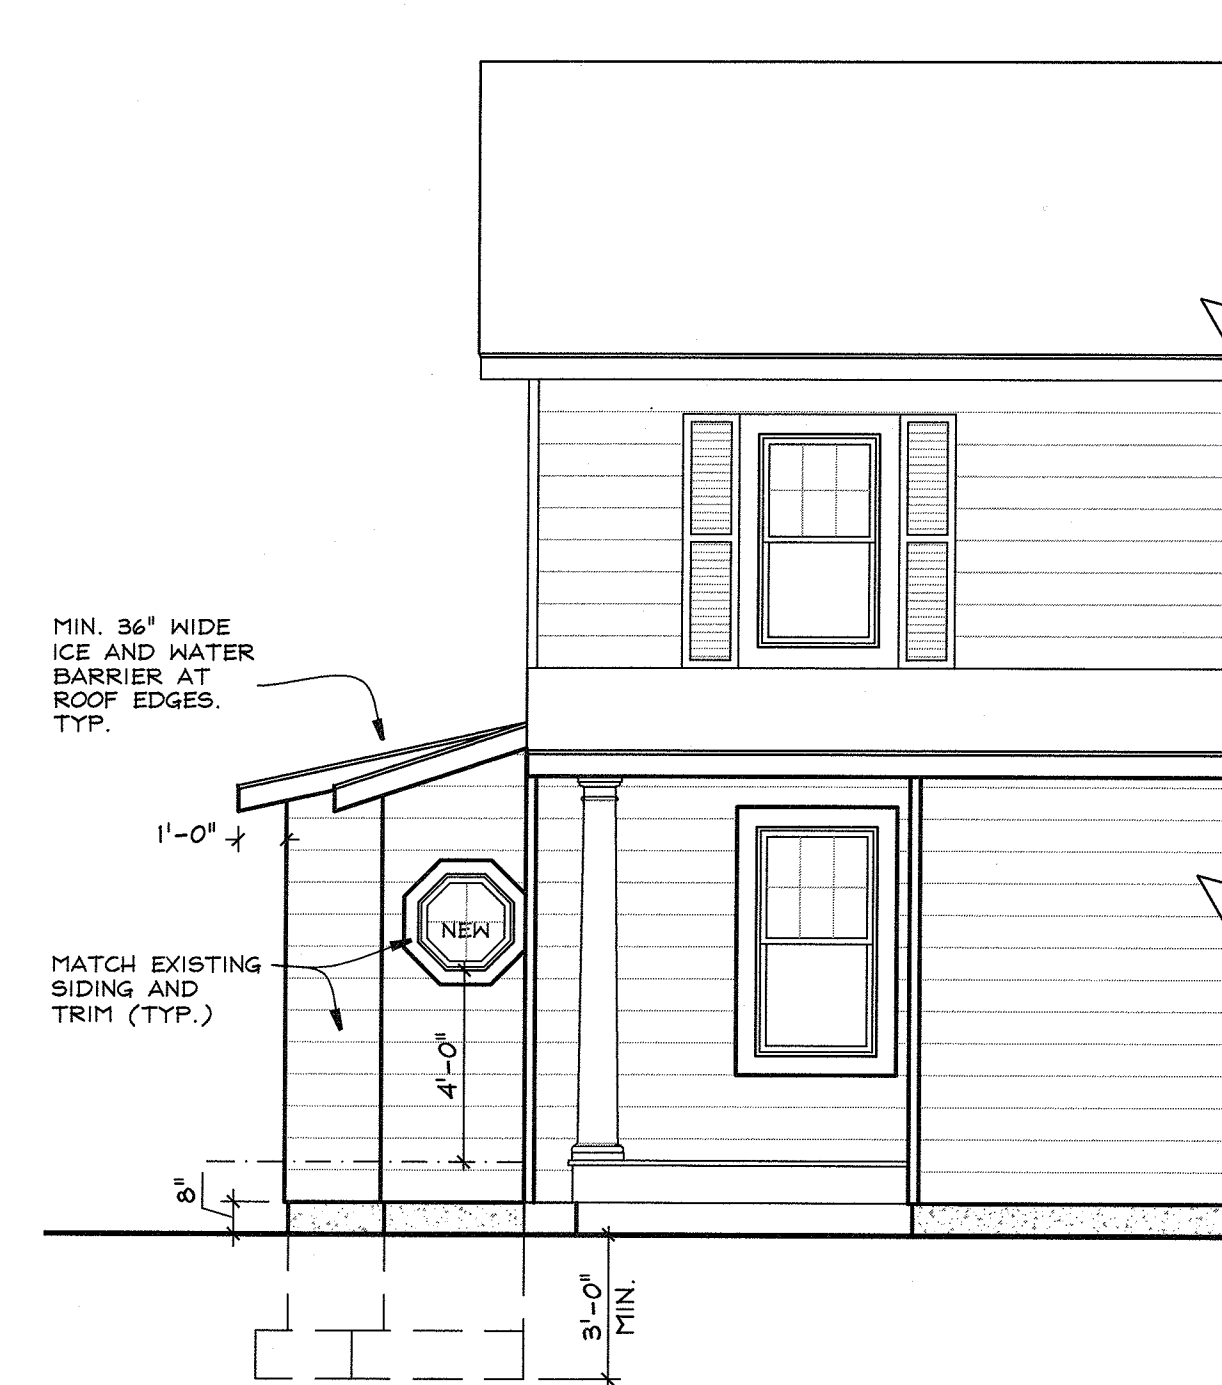 MIN. 36" WIDE
ICE AND WATER
BARRIER AT
ROOF EDGES.
TYP.
1'-0"
NEW
MATCH EXISTING
SIDING AND
TRIM (TYP.)
4'-0"
8"
3'-0"
MIN.